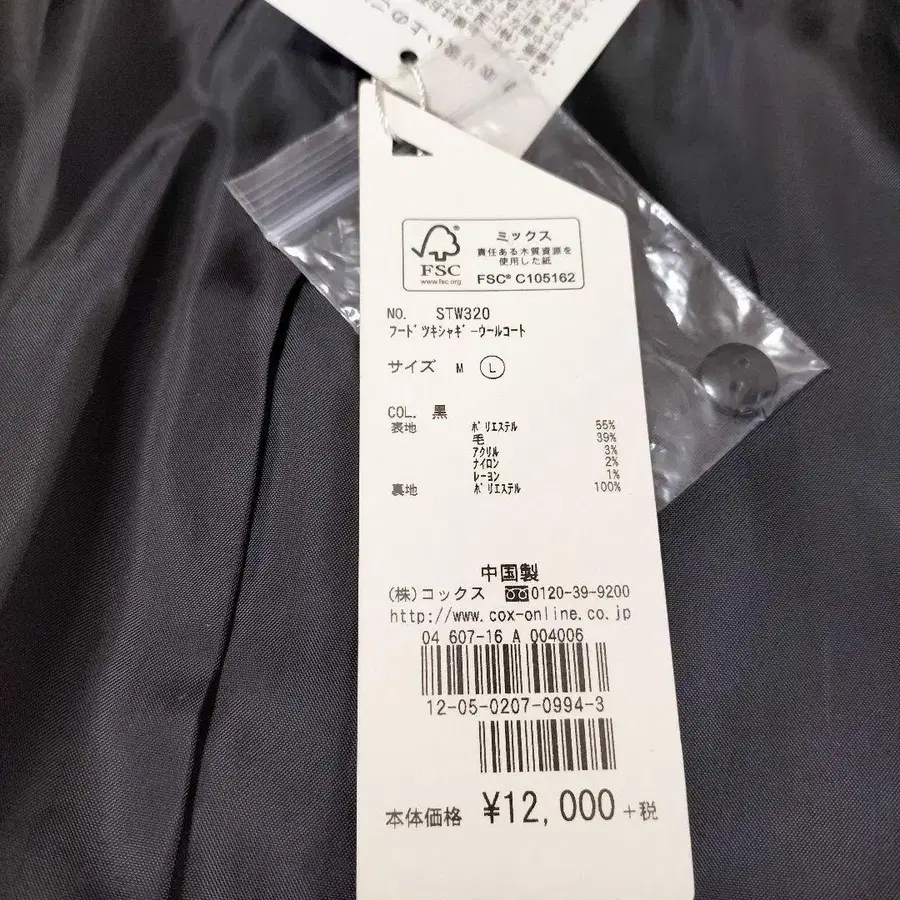 FSC
www.fsc.org
ミックス
責任ある木質資源を
使用した紙
FSC® C105162
NO. STW320
フードツキシャギーウールコート
サイズ M L
COL. 黒
表地 ポリエステル 55%
毛 39%
アクリル 3%
ナイロン 2%
レーヨン 1%
裏地 ポリエステル 100%
中国製
(株)コックス 0120-39-9200
http://www.cox-online.co.jp
04 607-16 A 004006
12-05-0207-0994-3
本体価格 ¥12,000+税